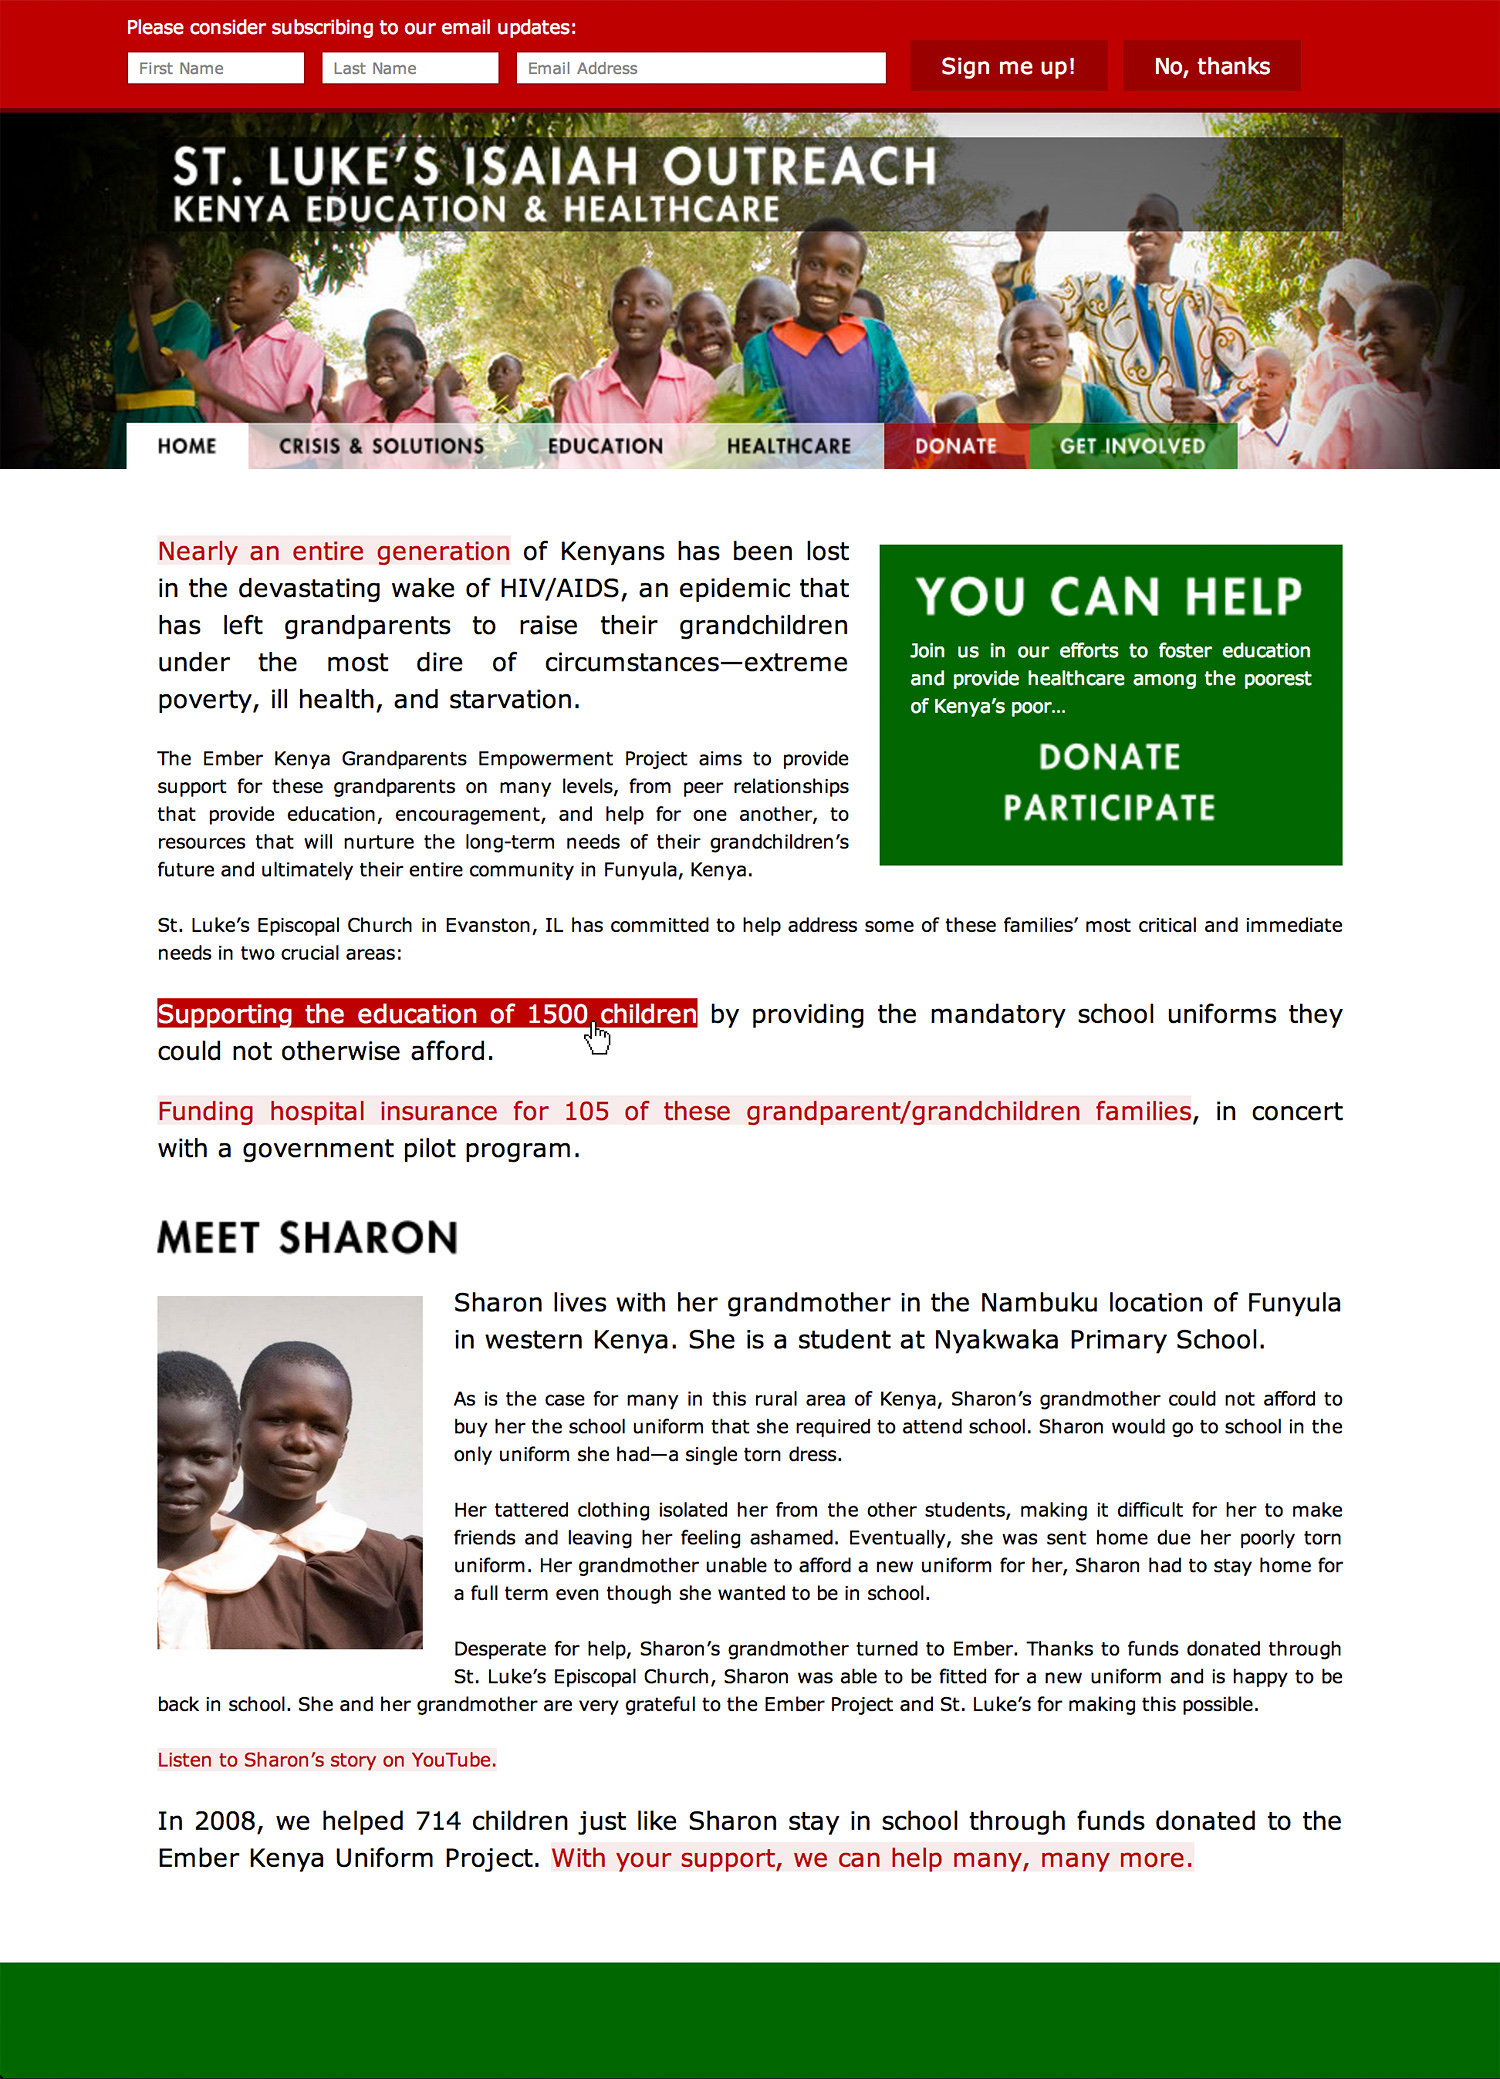 Please consider subscribing to our email updates:
First Name Last Name Email Address Sign me up! No, thanks
ST. LUKE’S ISAIAH OUTREACH
KENYA EDUCATION & HEALTHCARE
HOME CRISIS & SOLUTIONS EDUCATION HEALTHCARE DONATE GET INVOLVED
Nearly an entire generation of Kenyans has been lost
in the devastating wake of HIV/AIDS, an epidemic that
has left grandparents to raise their grandchildren
under the most dire of circumstances—extreme
poverty, ill health, and starvation.
The Ember Kenya Grandparents Empowerment Project aims to provide
support for these grandparents on many levels, from peer relationships
that provide education, encouragement, and help for one another, to
resources that will nurture the long-term needs of their grandchildren’s
future and ultimately their entire community in Funyula, Kenya.
YOU CAN HELP
Join us in our efforts to foster education
and provide healthcare among the poorest
of Kenya’s poor...
DONATE
PARTICIPATE
St. Luke’s Episcopal Church in Evanston, IL has committed to help address some of these families’ most critical and immediate
needs in two crucial areas:
Supporting the education of 1500 children by providing the mandatory school uniforms they
could not otherwise afford.
Funding hospital insurance for 105 of these grandparent/grandchildren families, in concert
with a government pilot program.
MEET SHARON
Sharon lives with her grandmother in the Nambuku location of Funyula
in western Kenya. She is a student at Nyakwaka Primary School.
As is the case for many in this rural area of Kenya, Sharon’s grandmother could not afford to
buy her the school uniform that she required to attend school. Sharon would go to school in the
only uniform she had—a single torn dress.
Her tattered clothing isolated her from the other students, making it difficult for her to make
friends and leaving her feeling ashamed. Eventually, she was sent home due her poorly torn
uniform. Her grandmother unable to afford a new uniform for her, Sharon had to stay home for
a full term even though she wanted to be in school.
Desperate for help, Sharon’s grandmother turned to Ember. Thanks to funds donated through
St. Luke’s Episcopal Church, Sharon was able to be fitted for a new uniform and is happy to be
back in school. She and her grandmother are very grateful to the Ember Project and St. Luke’s for making this possible.
Listen to Sharon’s story on YouTube.
In 2008, we helped 714 children just like Sharon stay in school through funds donated to the
Ember Kenya Uniform Project. With your support, we can help many, many more.